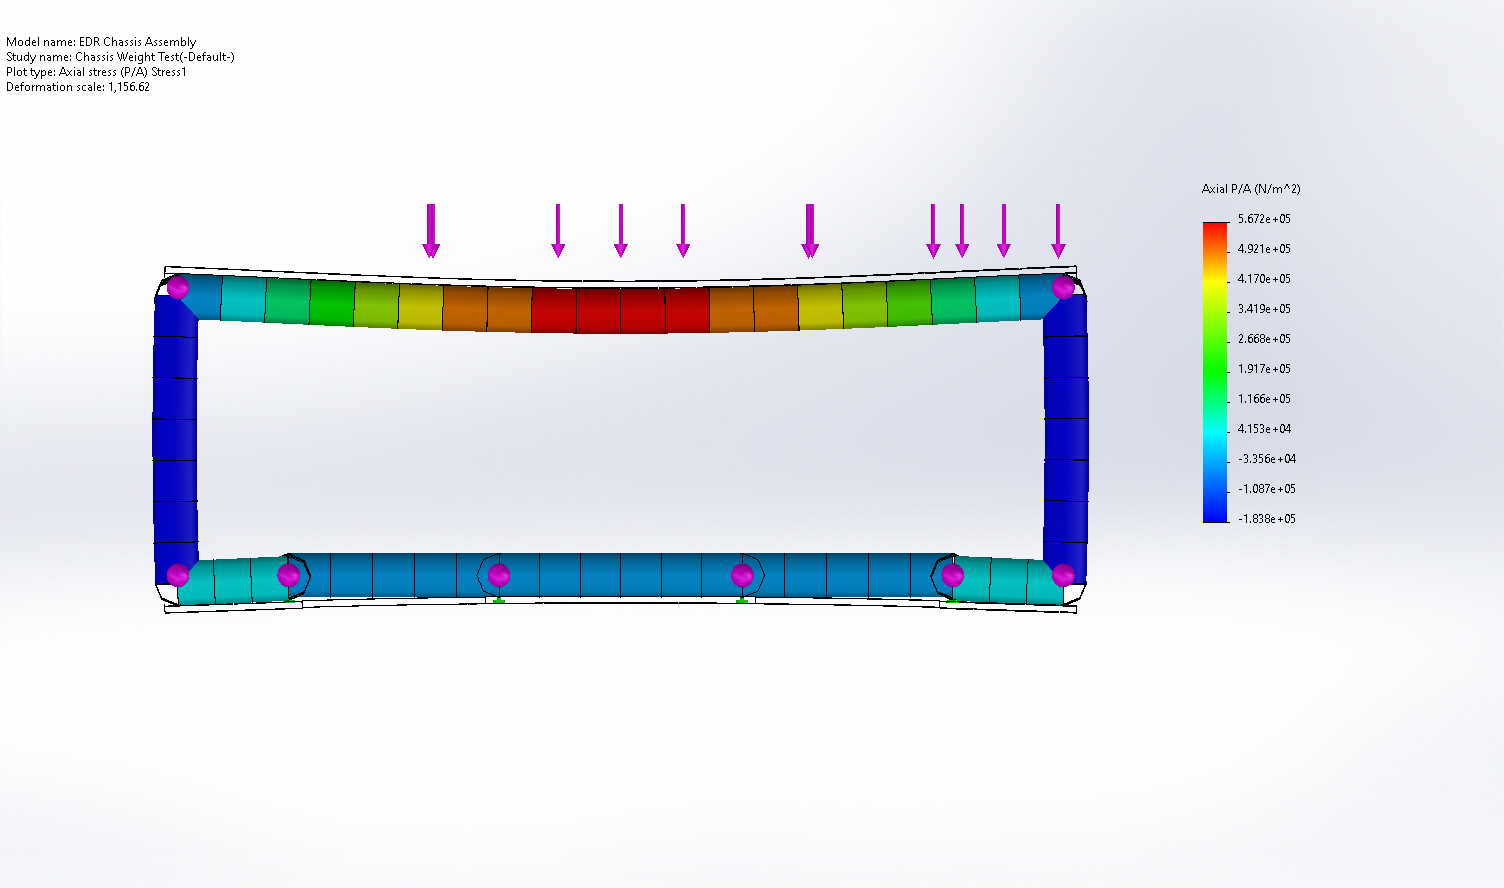 Model name: EDR Chassis Assembly
Study name: Chassis Weight Test(-Default-)
Plot type: Axial stress (P/A) Stress1
Deformation scale: 1,156.62
Axial P/A (N/m^2)
5.672e+05
4.921e+05
4.170e+05
3.419e+05
2.668e+05
1.917e+05
1.166e+05
4.153e+04
-3.356e+04
-1.087e+05
-1.838e+05